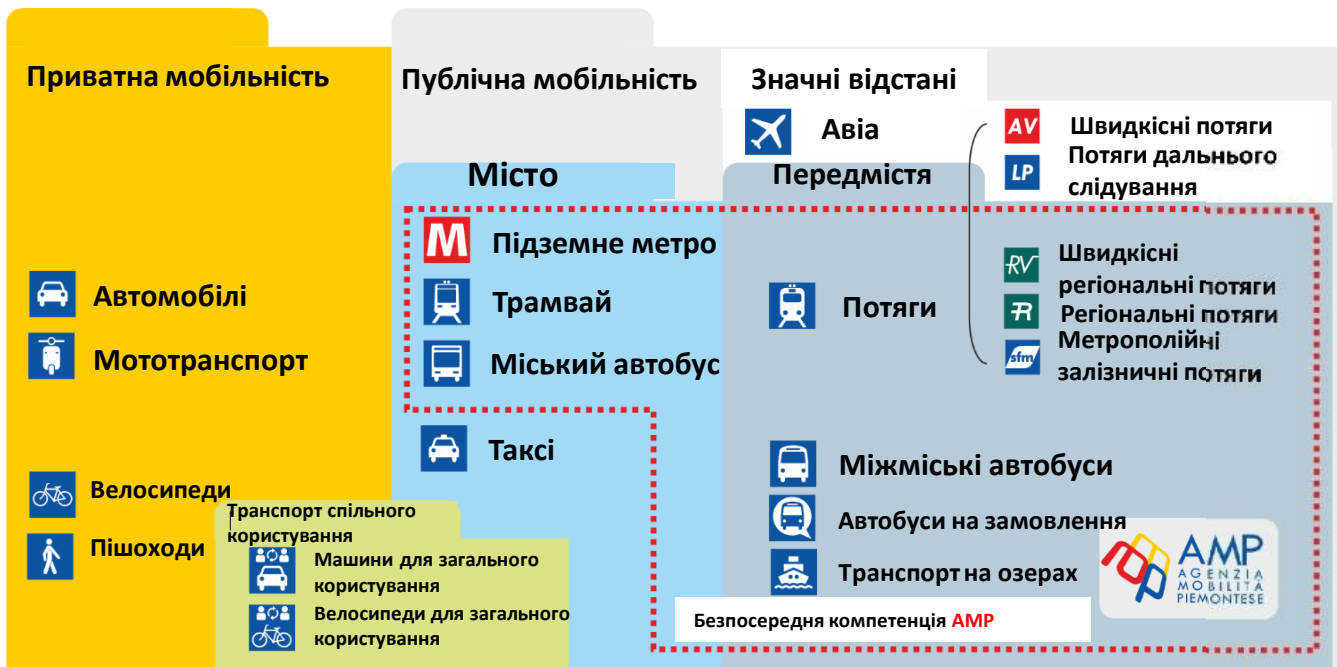 Приватна мобільність
Автомобілі
Мототранспорт
Велосипеди
Пішоходи
Транспорт спільного
користування
Машини для загального
користування
Велосипеди для загального
користування
Публічна мобільність
Місто
M
Підземне метро
Трамвай
Міський автобус
Таксі
Значні відстані
Авіа
Передмістя
Потяги
AV
Швидкісні потяги
LP
Потяги дальнього
слідування
RV
Швидкісні
регіональні потяги
R
Регіональні потяги
sfm
Метрополійні
залізничні потяги
Міжміські автобуси
Автобуси на замовлення
Транспорт на озерах
Безпосередня компетенція AMP
AMP
AGENZIA
MOBILITÀ
PIEMONTESE